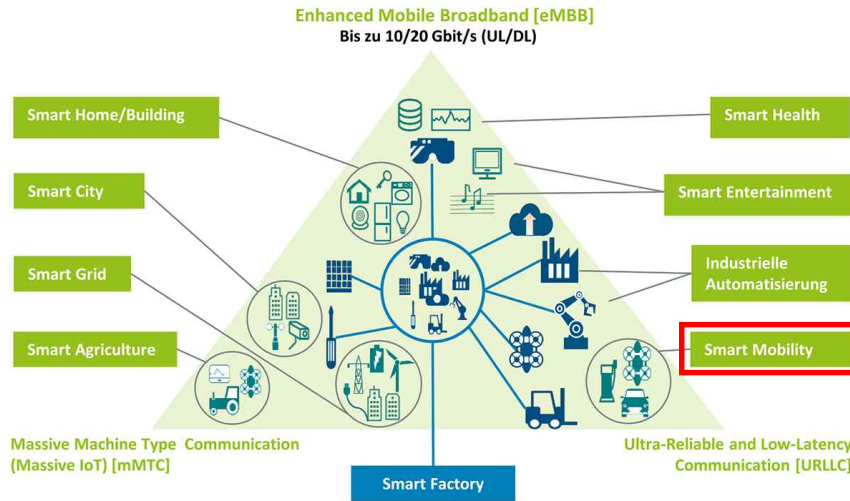 Enhanced Mobile Broadband [eMBB]
Bis zu 10/20 Gbit/s (UL/DL)
Smart Home/Building
Smart Health
Smart City
Smart Entertainment
Smart Grid
Industrielle
Automatisierung
Smart Agriculture
Smart Mobility
Massive Machine Type Communication
(Massive IoT) [mMTC]
Ultra-Reliable and Low-Latency
Communication [URLLC]
Smart Factory